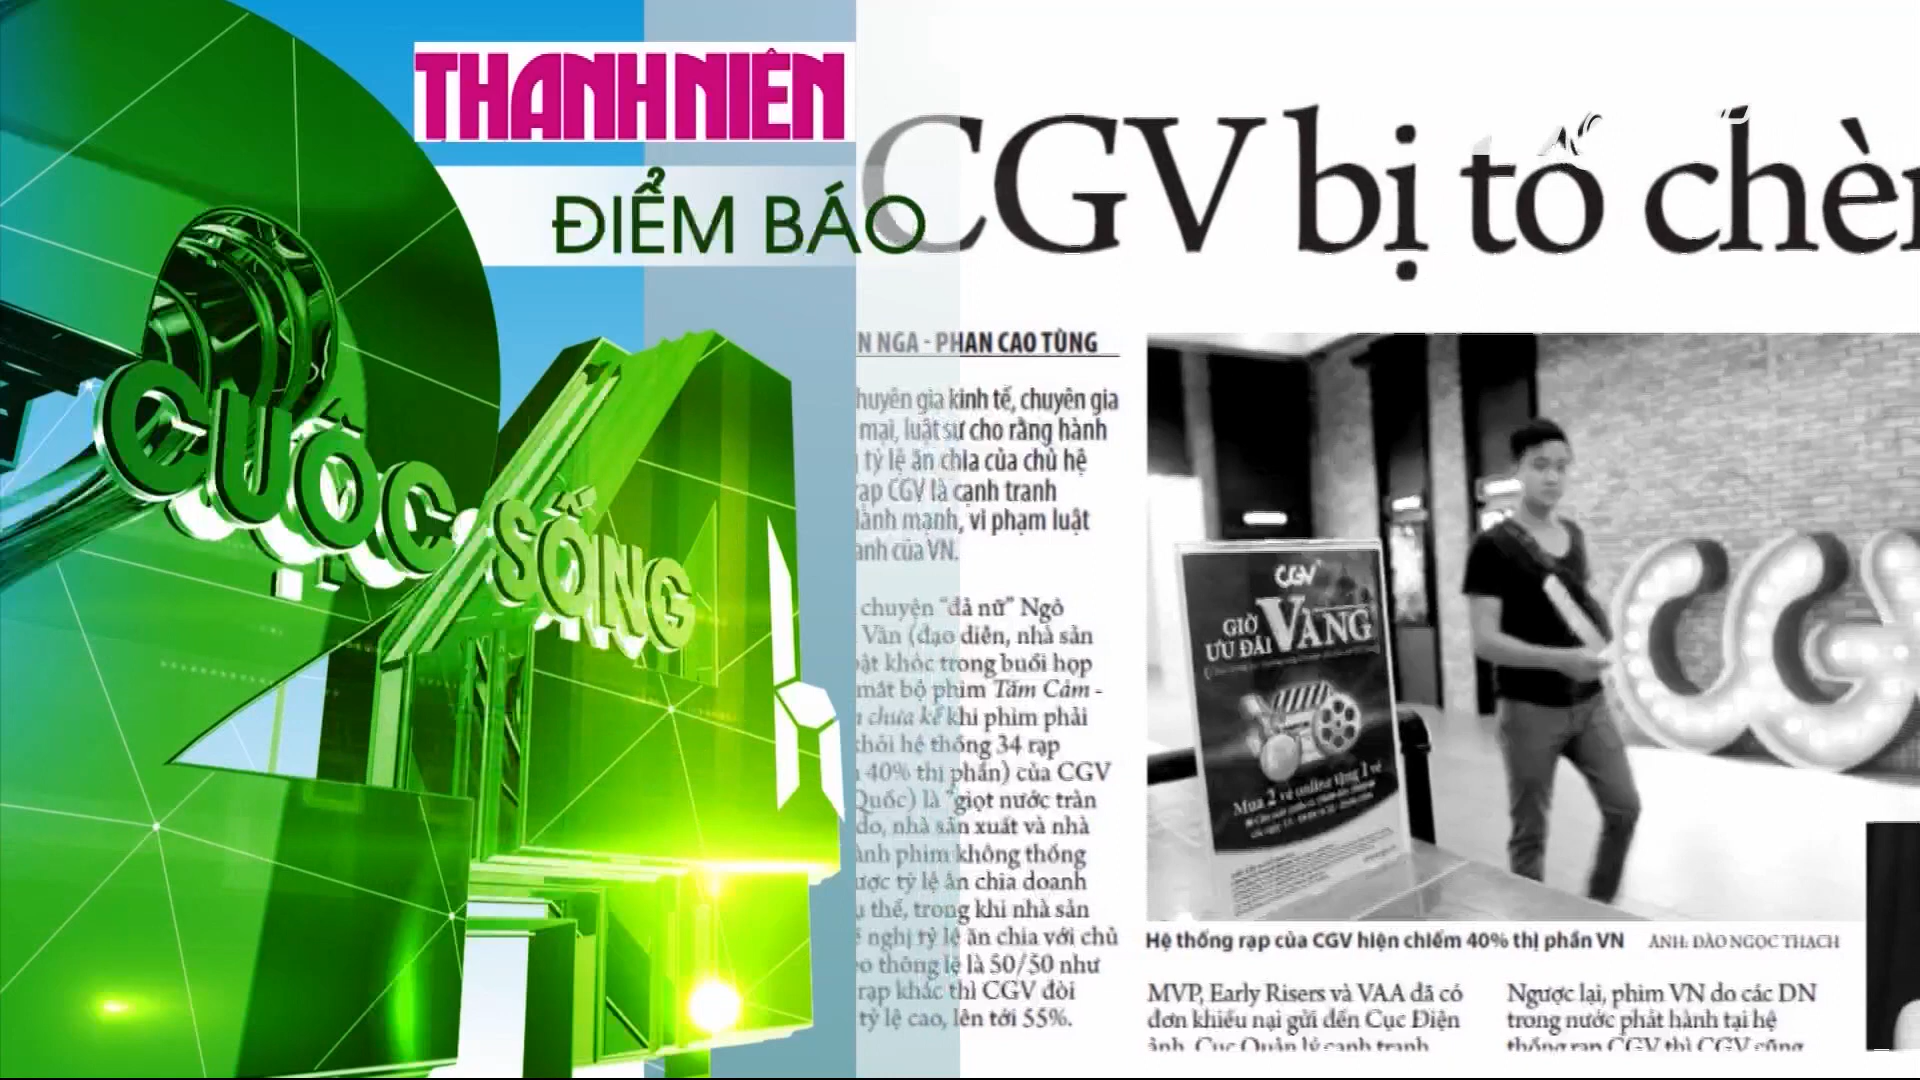 THANH NIÊN
ĐIỂM BÁO
CUỘC SỐNG
24
CGV bị tố chèn
N NGA - PHAN CAO TÙNG
huyên gia kinh tế, chuyên gia
mại, luật sư cho rằng hành
tỷ lệ ăn chia của chủ hệ
rạp CGV là cạnh tranh
lành mạnh, vi phạm luật
anh của VN.
chuyện "đả nữ" Ngô
Vân (đạo diễn, nhà sản
bật khóc trong buổi họp
mắt bộ phim Tấm Cám -
chưa kể khi phim phải
khỏi hệ thống 34 rạp
40% thị phần) của CGV
Quốc) là "giọt nước tràn
do, nhà sản xuất và nhà
ành phim không thống
ược tỷ lệ ăn chia doanh
thể, trong khi nhà sản
nghị tỷ lệ ăn chia với chủ
eo thông lệ là 50/50 như
rạp khác thì CGV đòi
tỷ lệ cao, lên tới 55%.
CGV
GIỜ
ƯU ĐÃI VÀNG
Mua 2 vé online tặng 1 vé
CGV
Hệ thống rạp của CGV hiện chiếm 40% thị phần VN ẢNH: ĐÀO NGỌC THẠCH
MVP, Early Risers và VAA đã có
đơn khiếu nại gửi đến Cục Điện
ảnh, Cục Quản lý cạnh tranh
Ngược lại, phim VN do các DN
trong nước phát hành tại hệ
thống rạp CGV thì CGV cũng